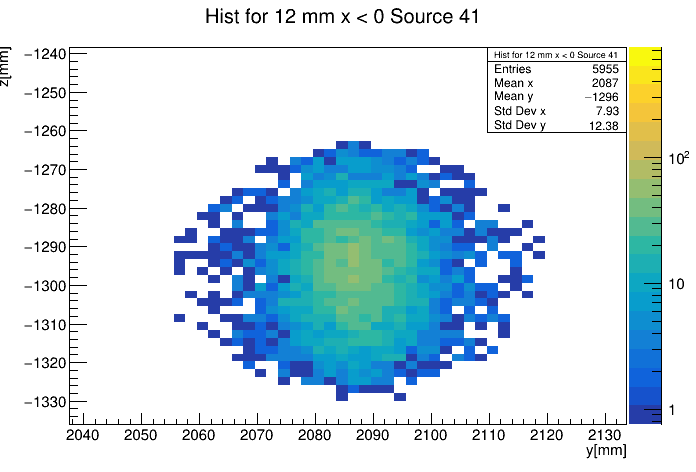 Hist for 12 mm x < 0 Source 41
z[mm]
Hist for 12 mm x < 0 Source 41
Entries 5955
Mean x 2087
Mean y −1296
Std Dev x 7.93
Std Dev y 12.38
−1240
−1250
−1260
−1270
−1280
−1290
−1300
−1310
−1320
−1330
10²
10
1
2040 2050 2060 2070 2080 2090 2100 2110 2120 2130
y[mm]